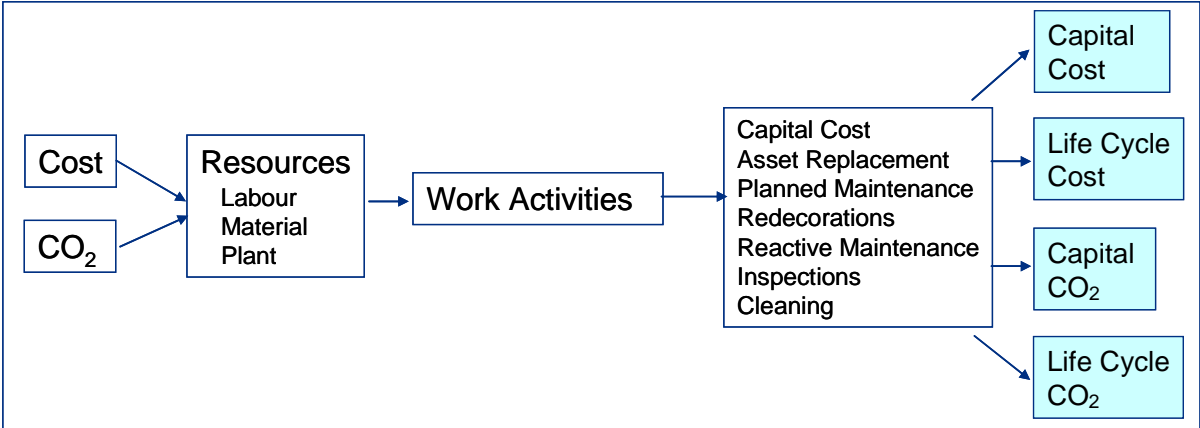 Cost
CO₂
Resources
Labour
Material
Plant
Work Activities
Capital Cost
Asset Replacement
Planned Maintenance
Redecorations
Reactive Maintenance
Inspections
Cleaning
Capital
Cost
Life Cycle
Cost
Capital
CO₂
Life Cycle
CO₂